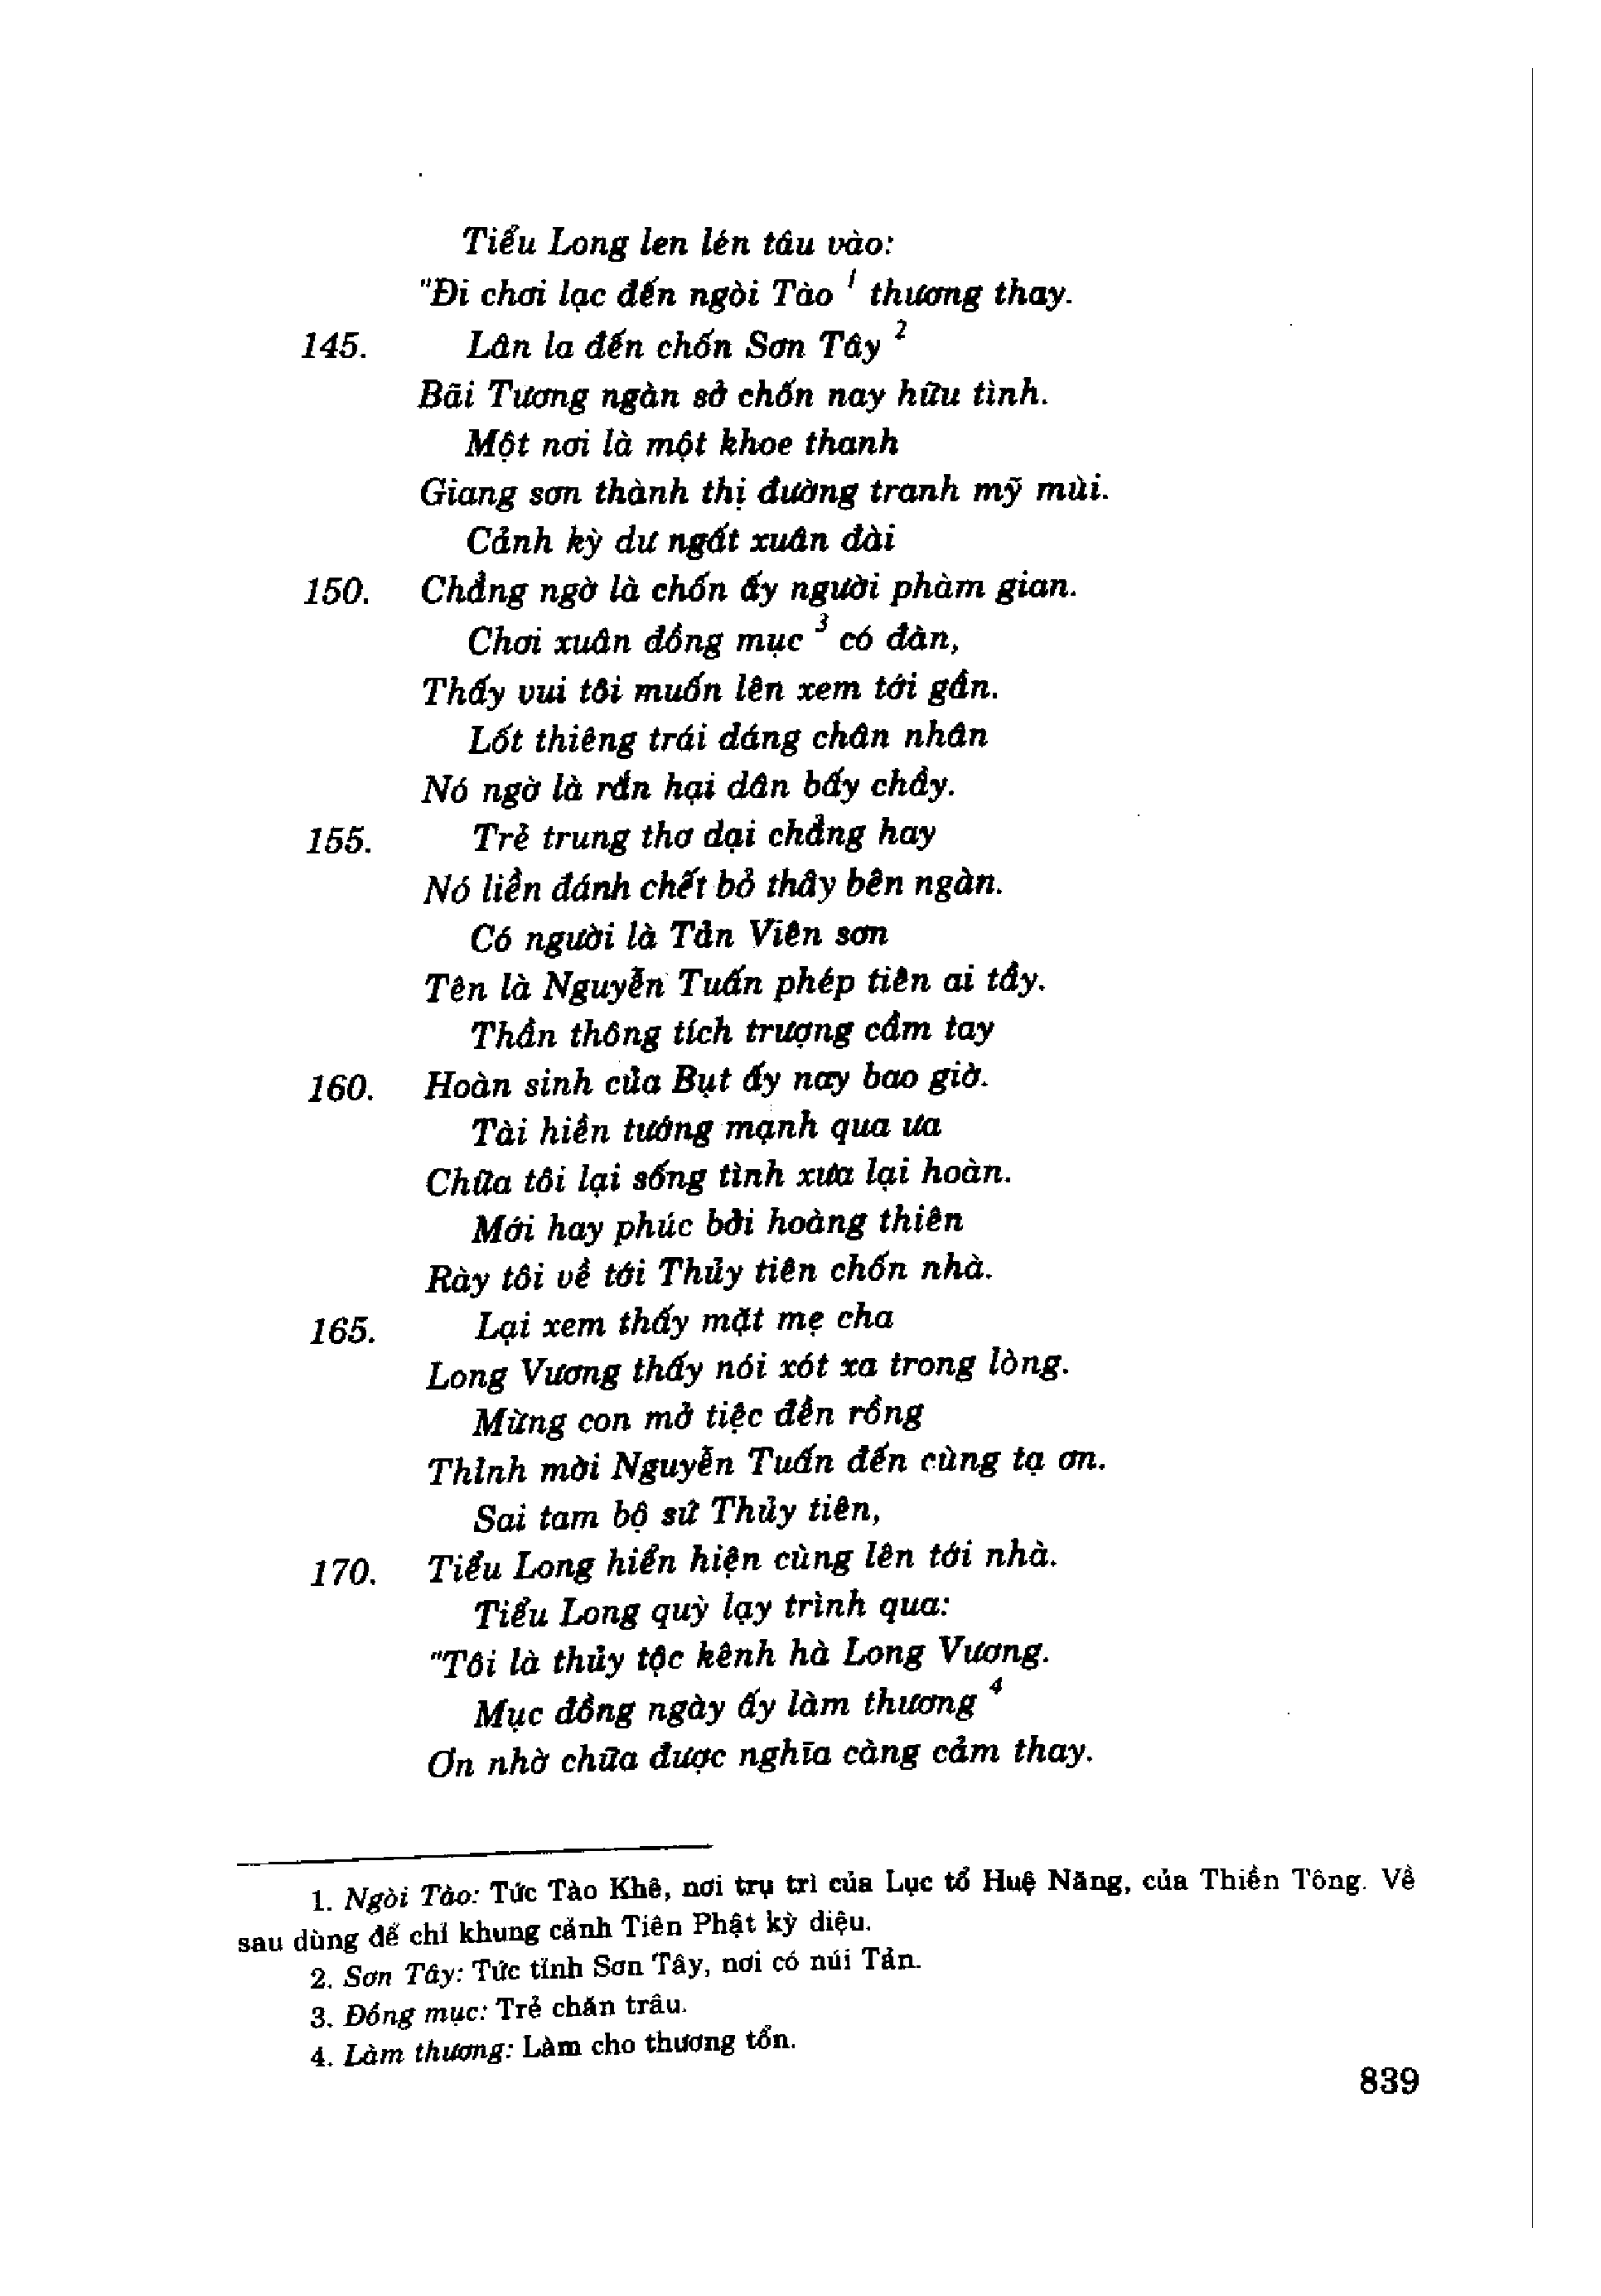 Tiểu Long len lén tâu vào:
"Đi chơi lạc đến ngòi Tào 1 thương thay.
145. Lân la đến chốn Sơn Tây 2
Bãi Tương ngàn sở chốn nay hữu tình.
Một nơi là một khoe thanh
Giang sơn thành thị đường tranh mỹ mùi.
Cảnh kỳ dư ngất xuân đài
150. Chẳng ngờ là chốn ấy người phàm gian.
Chơi xuân đồng mục 3 có đàn,
Thấy vui tôi muốn lên xem tới gần.
Lốt thiêng trái dáng chân nhân
Nó ngờ là rắn hại dân bấy chầy.
155. Trẻ trung thơ dại chẳng hay
Nó liền đánh chết bỏ thây bên ngàn.
Có người là Tản Viên sơn
Tên là Nguyễn Tuấn phép tiên ai tầy.
Thần thông tích trượng cầm tay
160. Hoàn sinh của Bụt ấy nay bao giờ.
Tài hiền tướng mạnh qua ưa
Chữa tôi lại sống tình xưa lại hoàn.
Mới hay phúc bởi hoàng thiên
Rày tôi về tới Thủy tiên chốn nhà.
165. Lại xem thấy mặt mẹ cha
Long Vương thấy nói xót xa trong lòng.
Mừng con mở tiệc đền rồng
Thỉnh mời Nguyễn Tuấn đến cùng tạ ơn.
Sai tam bộ sứ Thủy tiên,
170. Tiểu Long hiển hiện cùng lên tới nhà.
Tiểu Long quỳ lạy trình qua:
"Tôi là thủy tộc kênh hà Long Vương.
Mục đồng ngày ấy làm thương 4
Ơn nhờ chữa được nghĩa càng cảm thay.
1. Ngòi Tào: Tức Tào Khê, nơi trụ trì của Lục tổ Huệ Năng, của Thiền Tông. Về
sau dùng để chỉ khung cảnh Tiên Phật kỳ diệu.
2. Sơn Tây: Tức tỉnh Sơn Tây, nơi có núi Tản.
3. Đồng mục: Trẻ chăn trâu.
4. Làm thương: Làm cho thương tổn.
839